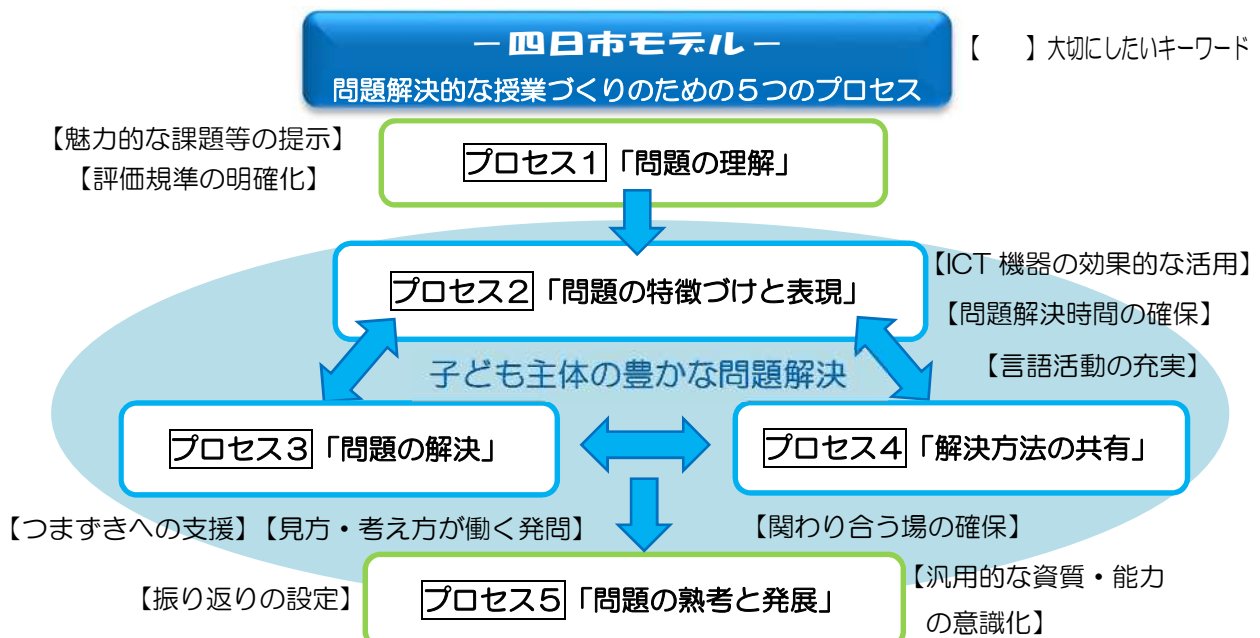 －四日市モデル－
問題解決的な授業づくりのための５つのプロセス
【　　】大切にしたいキーワード
【魅力的な課題等の提示】
【評価規準の明確化】
プロセス１「問題の理解」
プロセス２「問題の特徴づけと表現」
【ICT 機器の効果的な活用】
【問題解決時間の確保】
【言語活動の充実】
子ども主体の豊かな問題解決
プロセス３「問題の解決」
プロセス４「解決方法の共有」
【つまずきへの支援】【見方・考え方が働く発問】
【関わり合う場の確保】
【振り返りの設定】
プロセス５「問題の熟考と発展」
【汎用的な資質・能力
の意識化】